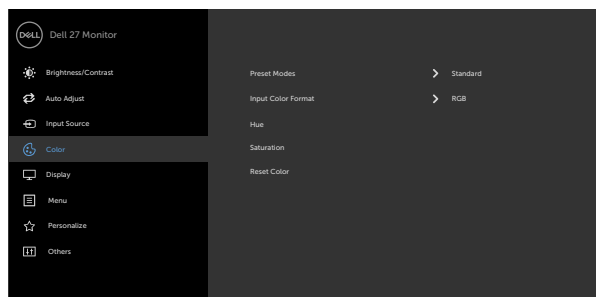 DELL Dell 27 Monitor
Brightness/Contrast
Auto Adjust
Input Source
Color
Display
Menu
Personalize
Others
Preset Modes Standard
Input Color Format RGB
Hue
Saturation
Reset Color